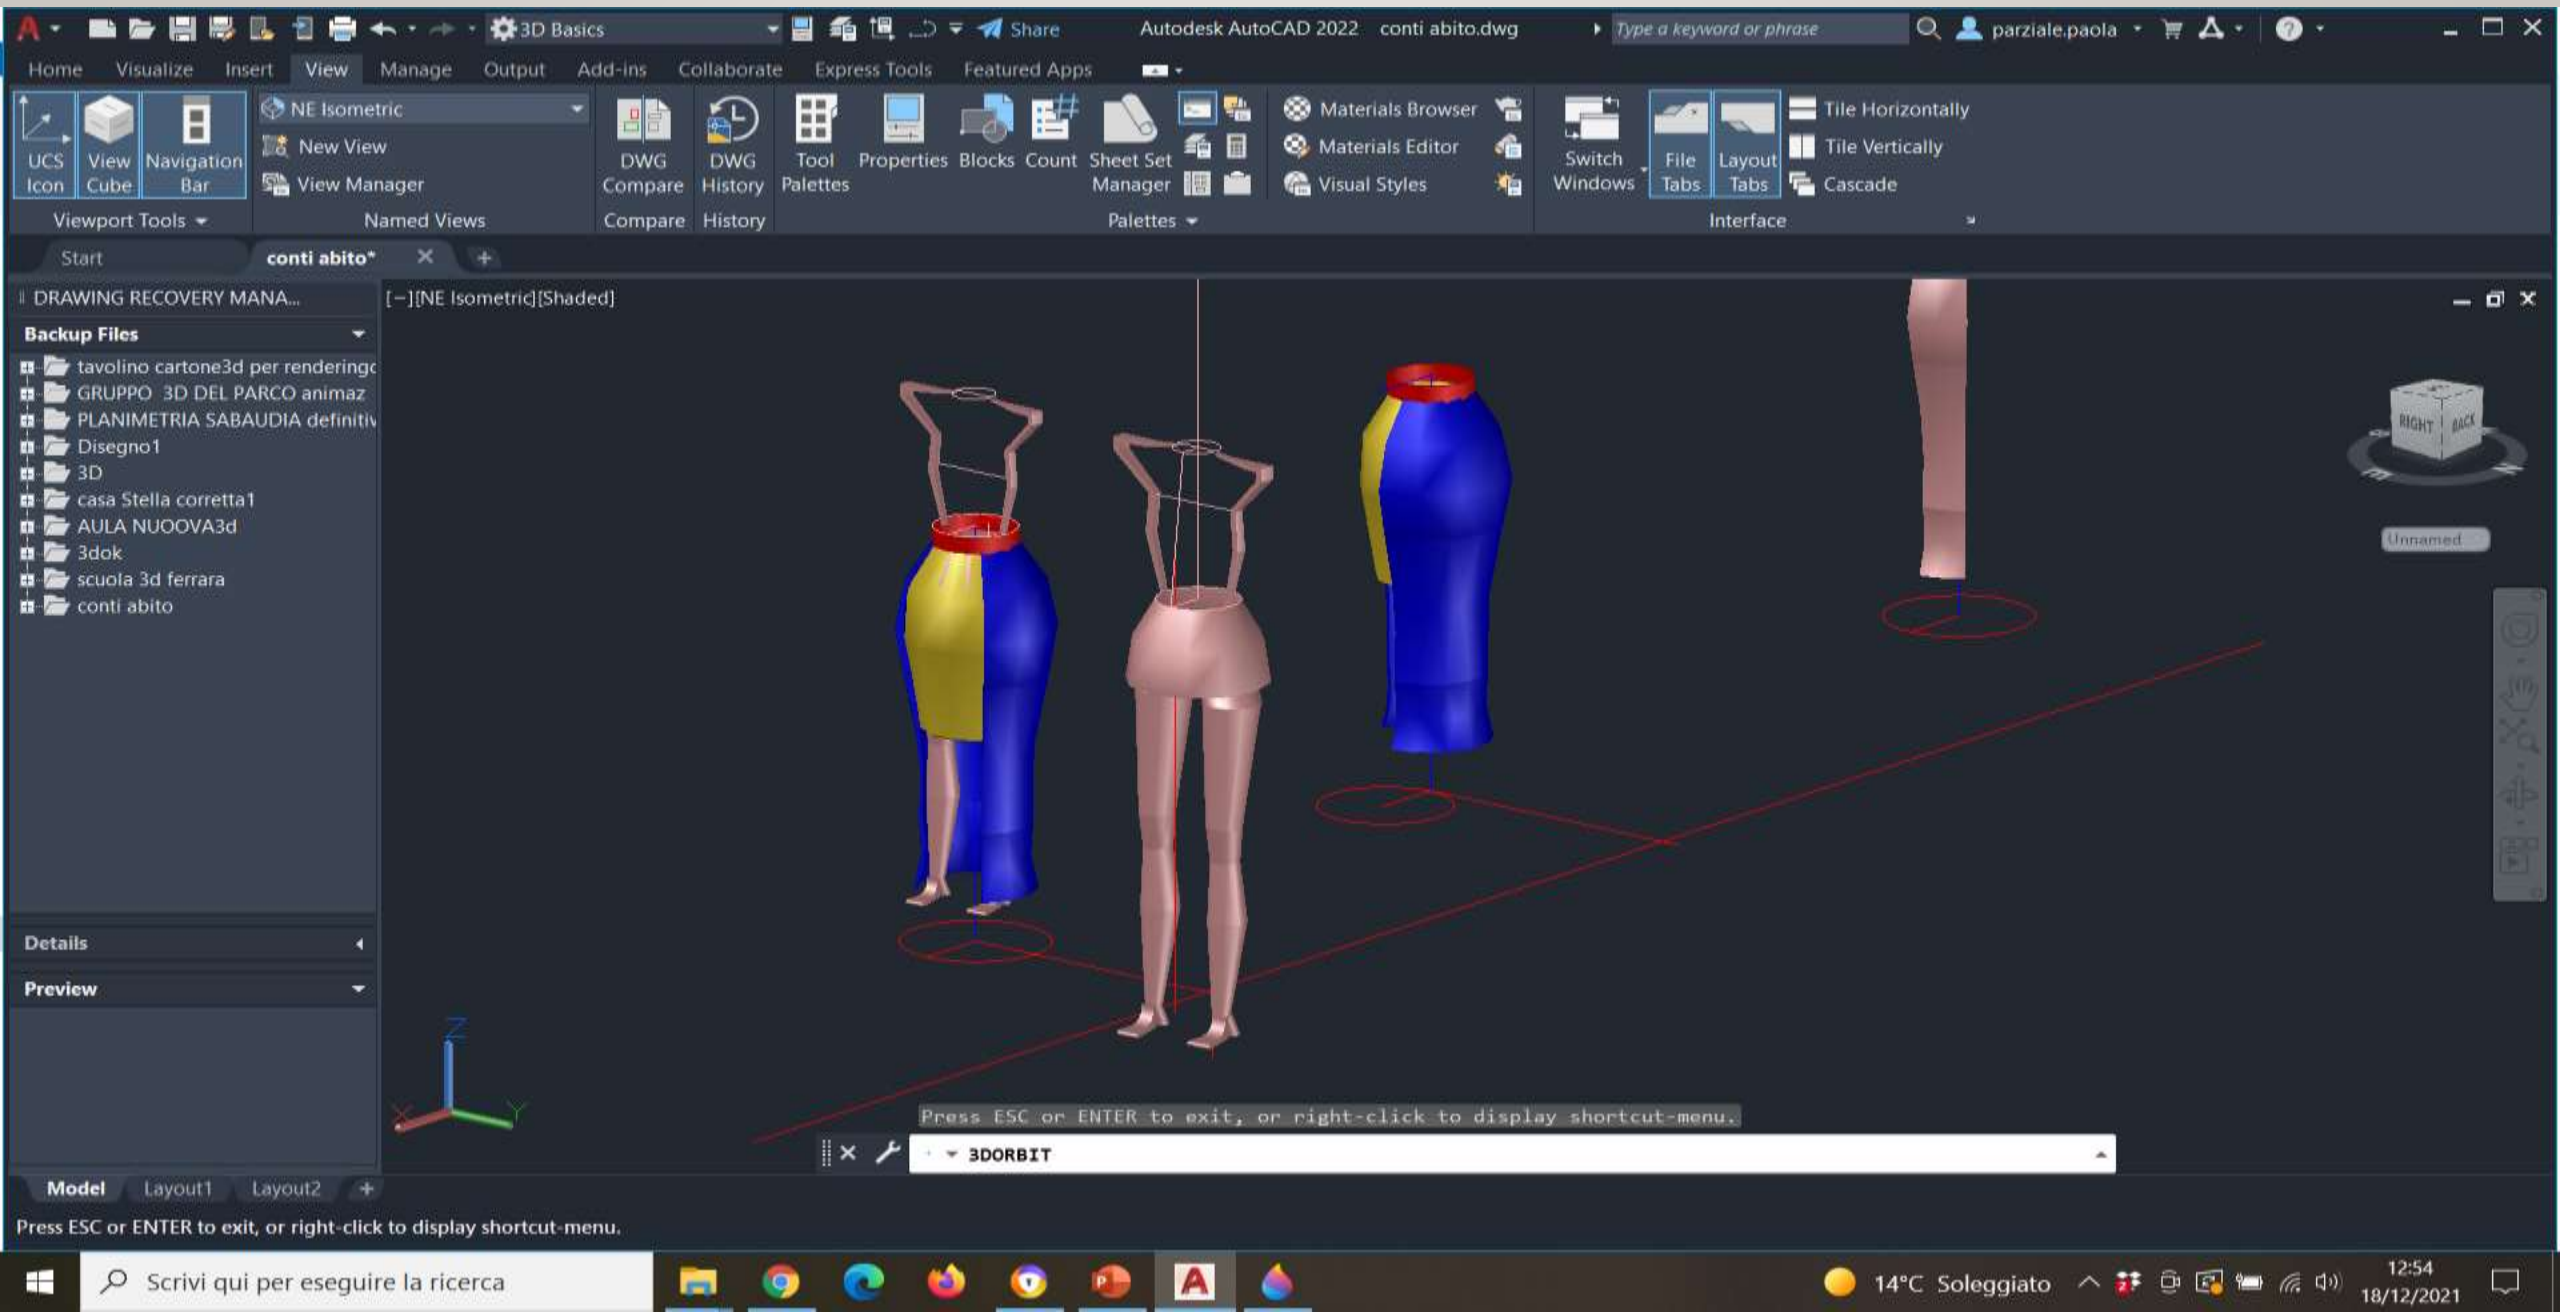 3D Basics
Share
Autodesk AutoCAD 2022 conti abito.dwg
Type a keyword or phrase
parziale.paola
Home Visualize Insert View Manage Output Add-ins Collaborate Express Tools Featured Apps
UCS Icon
View Cube
Navigation Bar
Viewport Tools
NE Isometric
New View
View Manager
Named Views
DWG Compare
Compare
DWG History
History
Tool Palettes
Properties
Blocks
Count
Sheet Set Manager
Materials Browser
Materials Editor
Visual Styles
Palettes
Switch Windows
File Tabs
Layout Tabs
Tile Horizontally
Tile Vertically
Cascade
Interface
Start
conti abito*
DRAWING RECOVERY MANA...
Backup Files
tavolino cartone3d per renderingc
GRUPPO 3D DEL PARCO animaz
PLANIMETRIA SABAUDIA definitiv
Disegno1
3D
casa Stella corretta1
AULA NUOOVA3d
3dok
scuola 3d ferrara
conti abito
Details
Preview
[−][NE Isometric][Shaded]
RIGHT
BACK
E
N
Unnamed
Z
X
Y
Press ESC or ENTER to exit, or right-click to display shortcut-menu.
3DORBIT
Model Layout1 Layout2
Press ESC or ENTER to exit, or right-click to display shortcut-menu.
Scrivi qui per eseguire la ricerca
14°C Soleggiato
12:54
18/12/2021